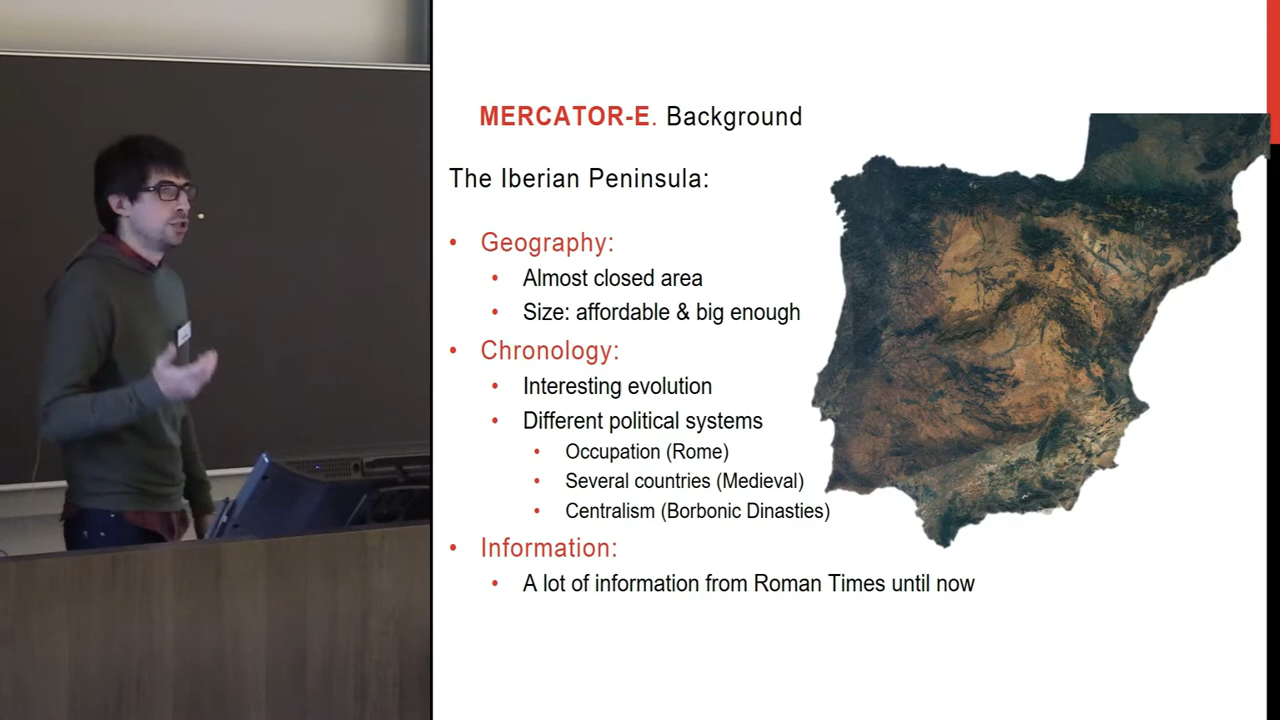 MERCATOR-E. Background
The Iberian Peninsula:
• Geography:
• Almost closed area
• Size: affordable & big enough
• Chronology:
• Interesting evolution
• Different political systems
• Occupation (Rome)
• Several countries (Medieval)
• Centralism (Borbonic Dinasties)
• Information:
• A lot of information from Roman Times until now